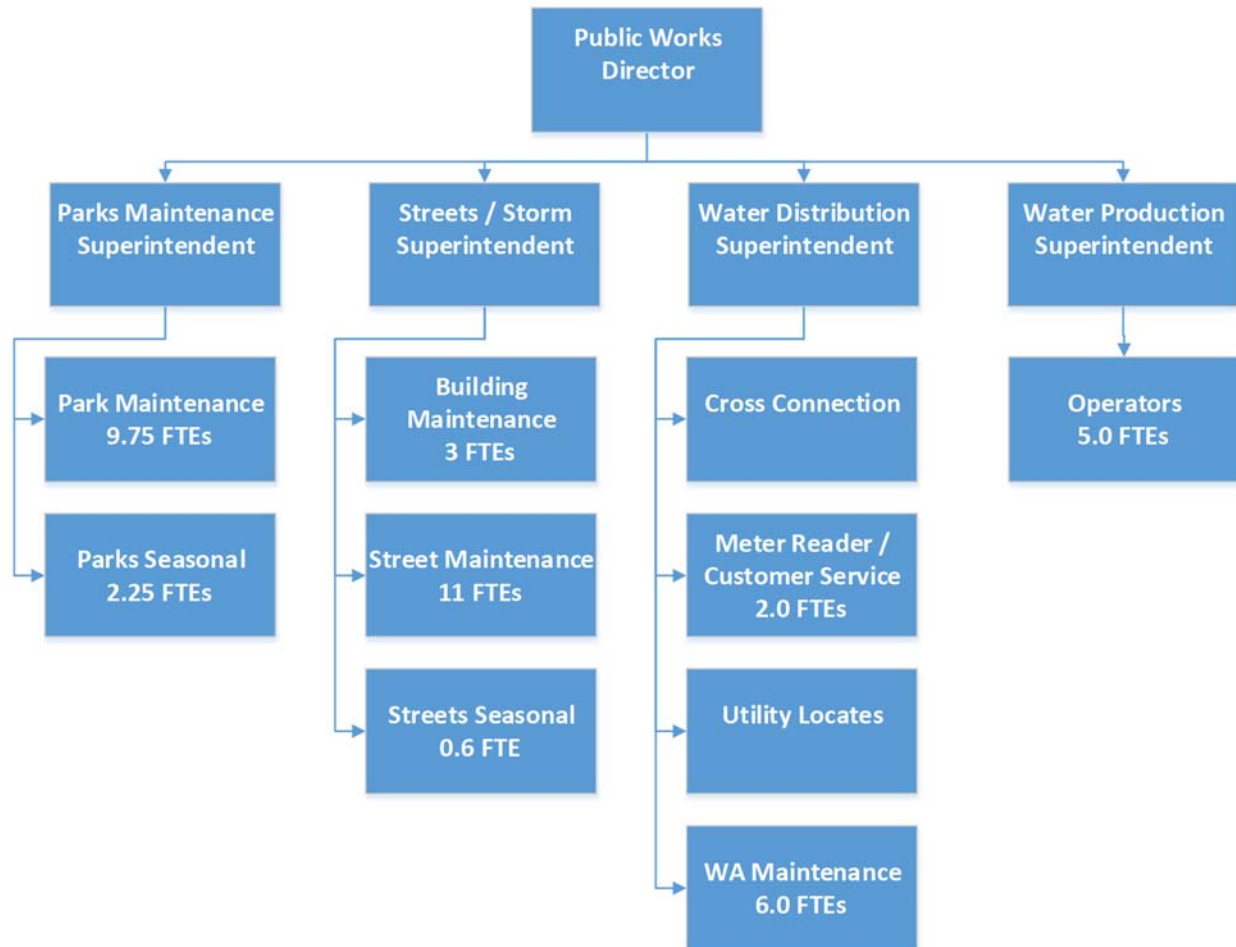 Public Works
Director
Parks Maintenance
Superintendent
Streets / Storm
Superintendent
Water Distribution
Superintendent
Water Production
Superintendent
Park Maintenance
9.75 FTEs
Building
Maintenance
3 FTEs
Cross Connection
Operators
5.0 FTEs
Parks Seasonal
2.25 FTEs
Street Maintenance
11 FTEs
Meter Reader /
Customer Service
2.0 FTEs
Streets Seasonal
0.6 FTE
Utility Locates
WA Maintenance
6.0 FTEs